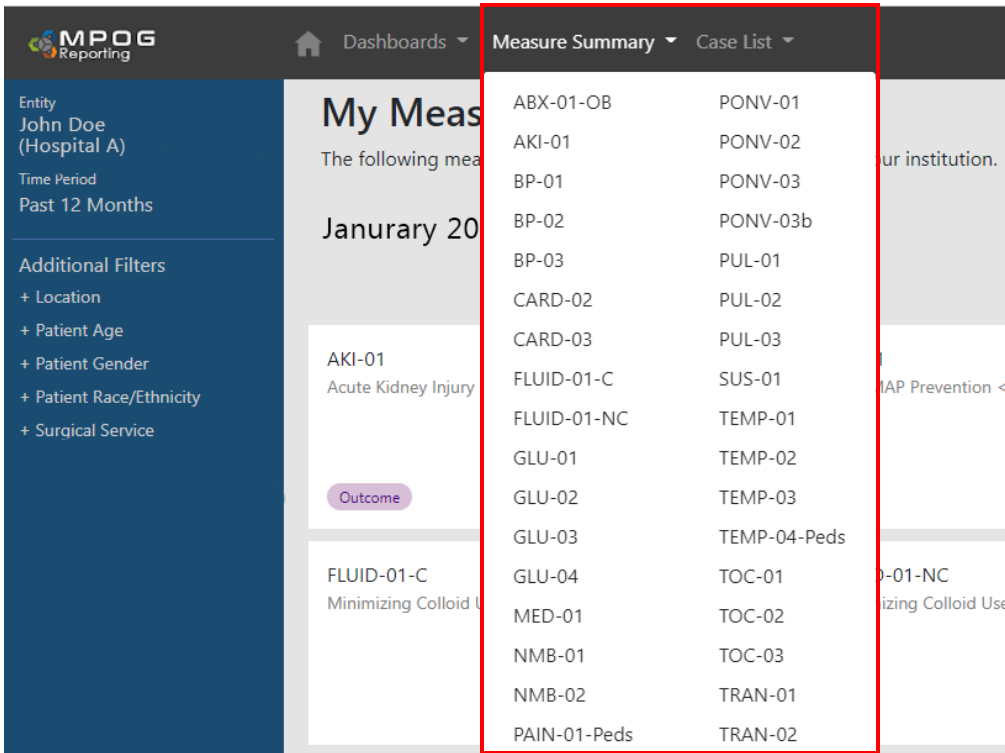 MPOG
Reporting
Dashboards
Measure Summary
Case List
Entity
John Doe
(Hospital A)
Time Period
Past 12 Months
Additional Filters
+ Location
+ Patient Age
+ Patient Gender
+ Patient Race/Ethnicity
+ Surgical Service
My Meas
The following mea
ur institution.
Janurary 20
AKI-01
Acute Kidney Injury
Outcome
MAP Prevention <
FLUID-01-C
Minimizing Colloid U
D-01-NC
izing Colloid Use
ABX-01-OB
AKI-01
BP-01
BP-02
BP-03
CARD-02
CARD-03
FLUID-01-C
FLUID-01-NC
GLU-01
GLU-02
GLU-03
GLU-04
MED-01
NMB-01
NMB-02
PAIN-01-Peds
PONV-01
PONV-02
PONV-03
PONV-03b
PUL-01
PUL-02
PUL-03
SUS-01
TEMP-01
TEMP-02
TEMP-03
TEMP-04-Peds
TOC-01
TOC-02
TOC-03
TRAN-01
TRAN-02